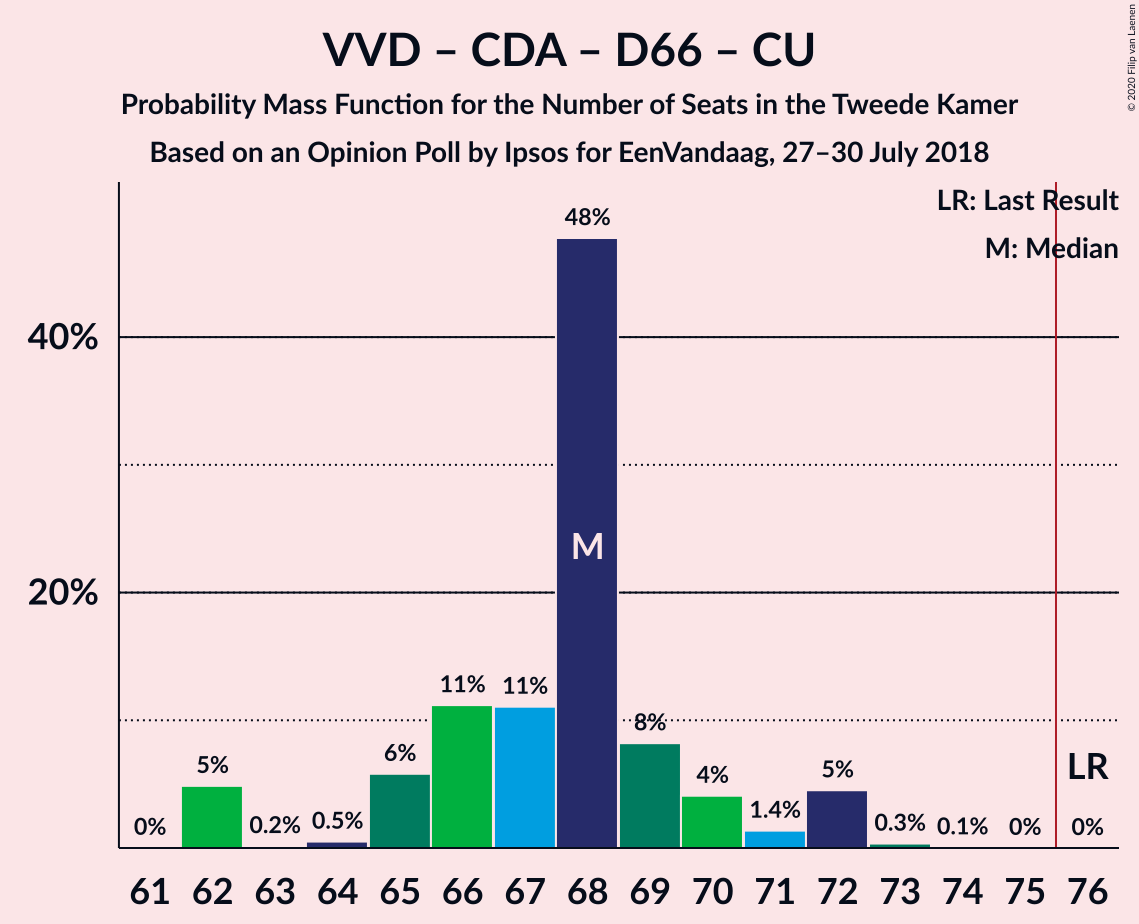 VVD – CDA – D66 – CU
Probability Mass Function for the Number of Seats in the Tweede Kamer
Based on an Opinion Poll by Ipsos for EenVandaag, 27–30 July 2018
© 2020 Filip van Laenen
LR: Last Result
M: Median
40%
20%
0%
5%
0.2%
0.5%
6%
11%
11%
48%
M
8%
4%
1.4%
5%
0.3%
0.1%
0%
0%
LR
61 62 63 64 65 66 67 68 69 70 71 72 73 74 75 76